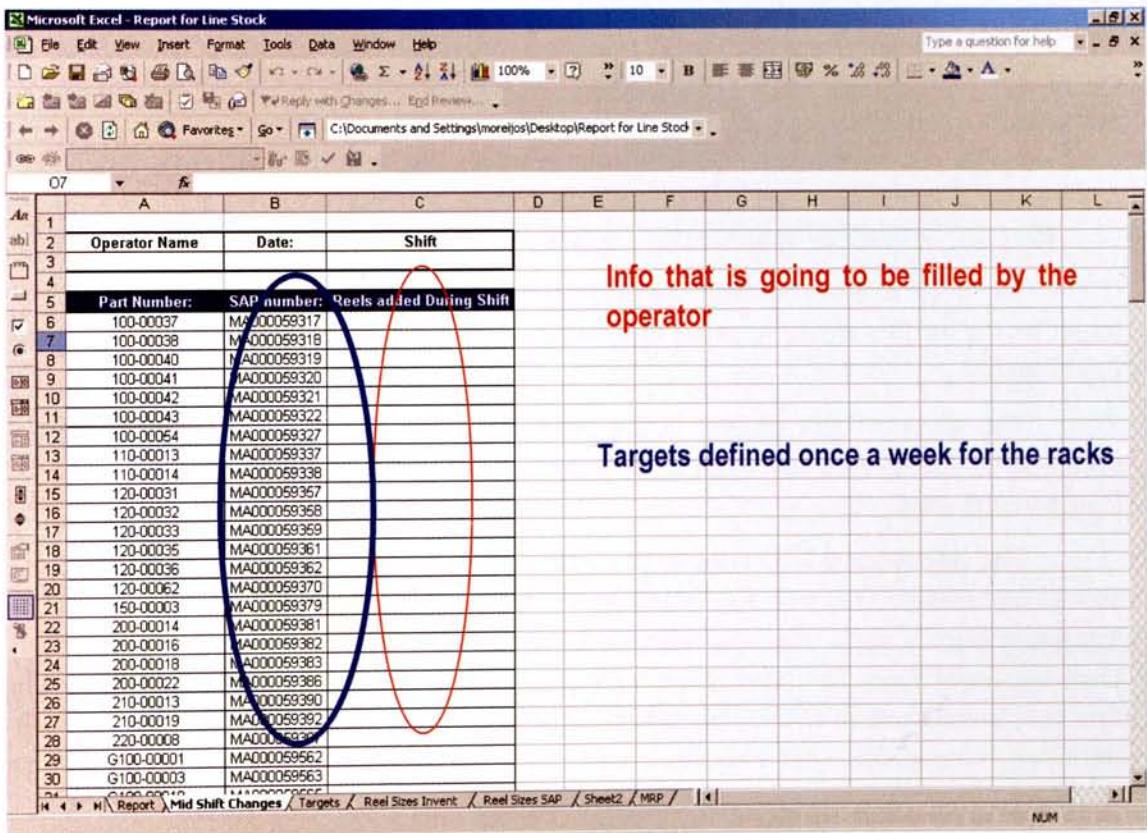 Microsoft Excel - Report for Line Stock
File Edit View Insert Format Tools Data Window Help Type a question for help
100% 10 B
Reply with Changes... End Review...
Favorites Go C:\Documents and Settings\moreijos\Desktop\Report for Line Stock
O7 fx
A B C D E F G H I J K L
1
2 Operator Name Date: Shift
3
4
5 Part Number: SAP number: Reels added During Shift
6 100-00037 MA000059317
7 100-00038 MA000059318
8 100-00040 MA000059319
9 100-00041 MA000059320
10 100-00042 MA000059321
11 100-00043 MA000059322
12 100-00054 MA000059327
13 110-00013 MA000059337
14 110-00014 MA000059338
15 120-00031 MA000059357
16 120-00032 MA000059358
17 120-00033 MA000059359
18 120-00035 MA000059361
19 120-00036 MA000059362
20 120-00062 MA000059370
21 150-00003 MA000059379
22 200-00014 MA000059381
23 200-00016 MA000059382
24 200-00018 MA000059383
25 200-00022 MA000059386
26 210-00013 MA000059390
27 210-00019 MA000059392
28 220-00008
29 G100-00001 MA000059562
30 G100-00003 MA000059563
Info that is going to be filled by the
operator
Targets defined once a week for the racks
Report Mid Shift Changes Targets Reel Sizes Invent Reel Sizes SAP Sheet2 MRP
NUM